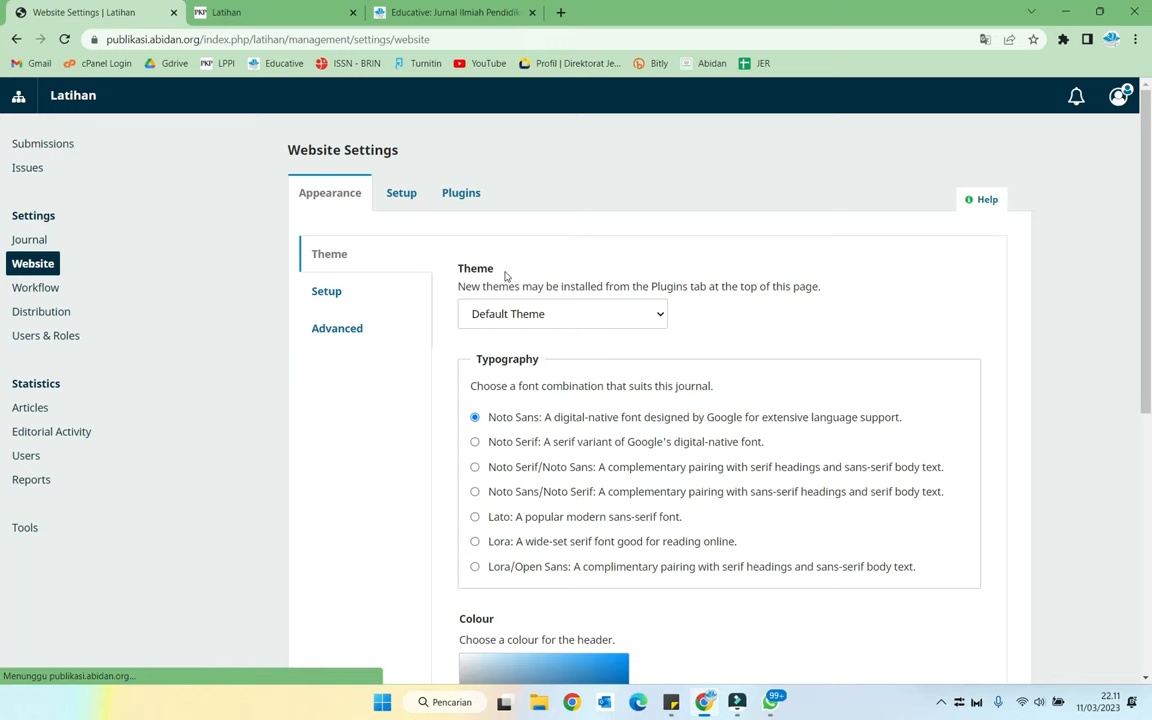 Website Settings | Latihan
PKP Latihan
Educative: Jurnal Ilmiah Pendidik
publikasi.abidan.org/index.php/latihan/management/settings/website
Gmail cPanel Login Gdrive PKP LPPI Educative ISSN - BRIN Turnitin YouTube Profil | Direktorat Je... Bitly Abidan JER
Latihan
Submissions
Issues
Settings
Journal
Website
Workflow
Users & Roles
Statistics
Articles
Editorial Activity
Users
Reports
Tools
Website Settings
Appearance Setup Plugins
Help
Theme
Setup
Advanced
Theme
New themes may be installed from the Plugins tab at the top of this page.
Default Theme
Typography
Choose a font combination that suits this journal.
Noto Sans: A digital-native font designed by Google for extensive language support.
Noto Serif: A serif variant of Google's digital-native font.
Noto Serif/Noto Sans: A complementary pairing with serif headings and sans-serif body text.
Noto Sans/Noto Serif: A complementary pairing with sans-serif headings and serif body text.
Lato: A popular modern sans-serif font.
Lora: A wide-set serif font good for reading online.
Lora/Open Sans: A complimentary pairing with serif headings and sans-serif body text.
Colour
Choose a colour for the header.
Menunggu publikasi.abidan.org...
Pencarian
99+
22.11
11/03/2023